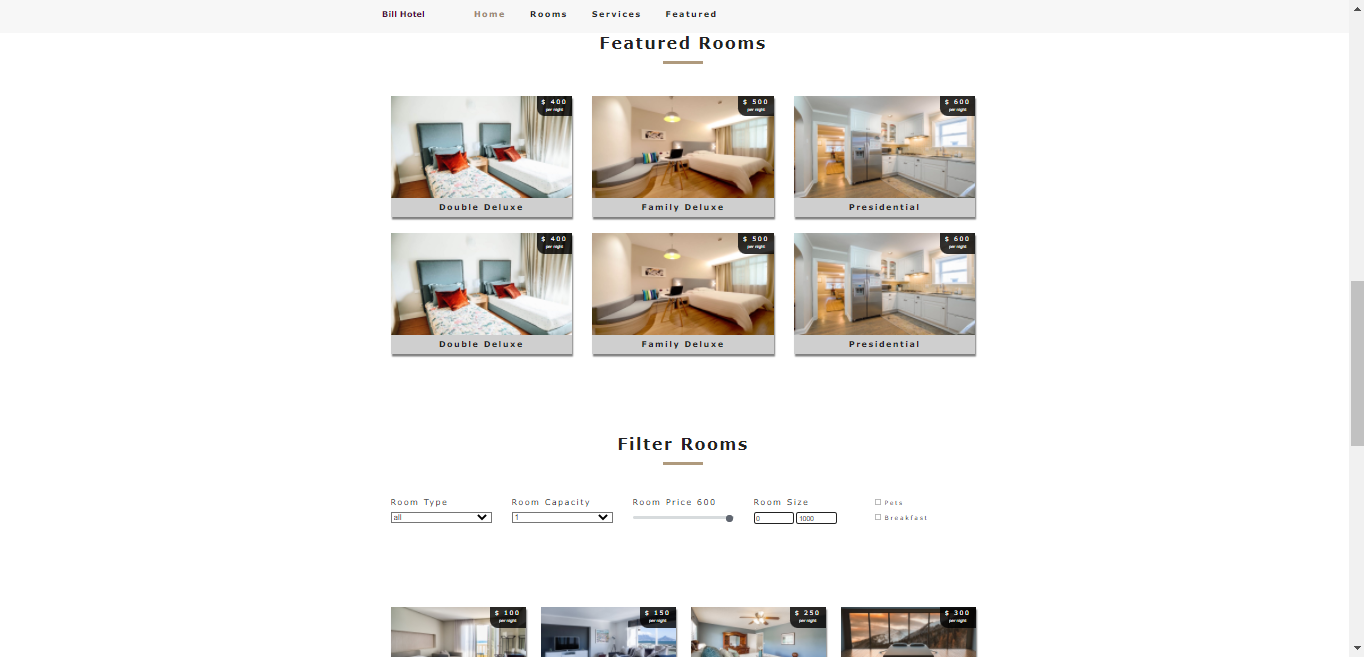 Bill Hotel Home Rooms Services Featured
Featured Rooms
$ 400
per night
$ 500
per night
$ 600
per night
Double Deluxe
Family Deluxe
Presidential
$ 400
per night
$ 500
per night
$ 600
per night
Double Deluxe
Family Deluxe
Presidential
Filter Rooms
Room Type
all
Room Capacity
1
Room Price 600
Room Size
0
1000
Pets
Breakfast
$ 100
per night
$ 150
per night
$ 250
per night
$ 300
per night